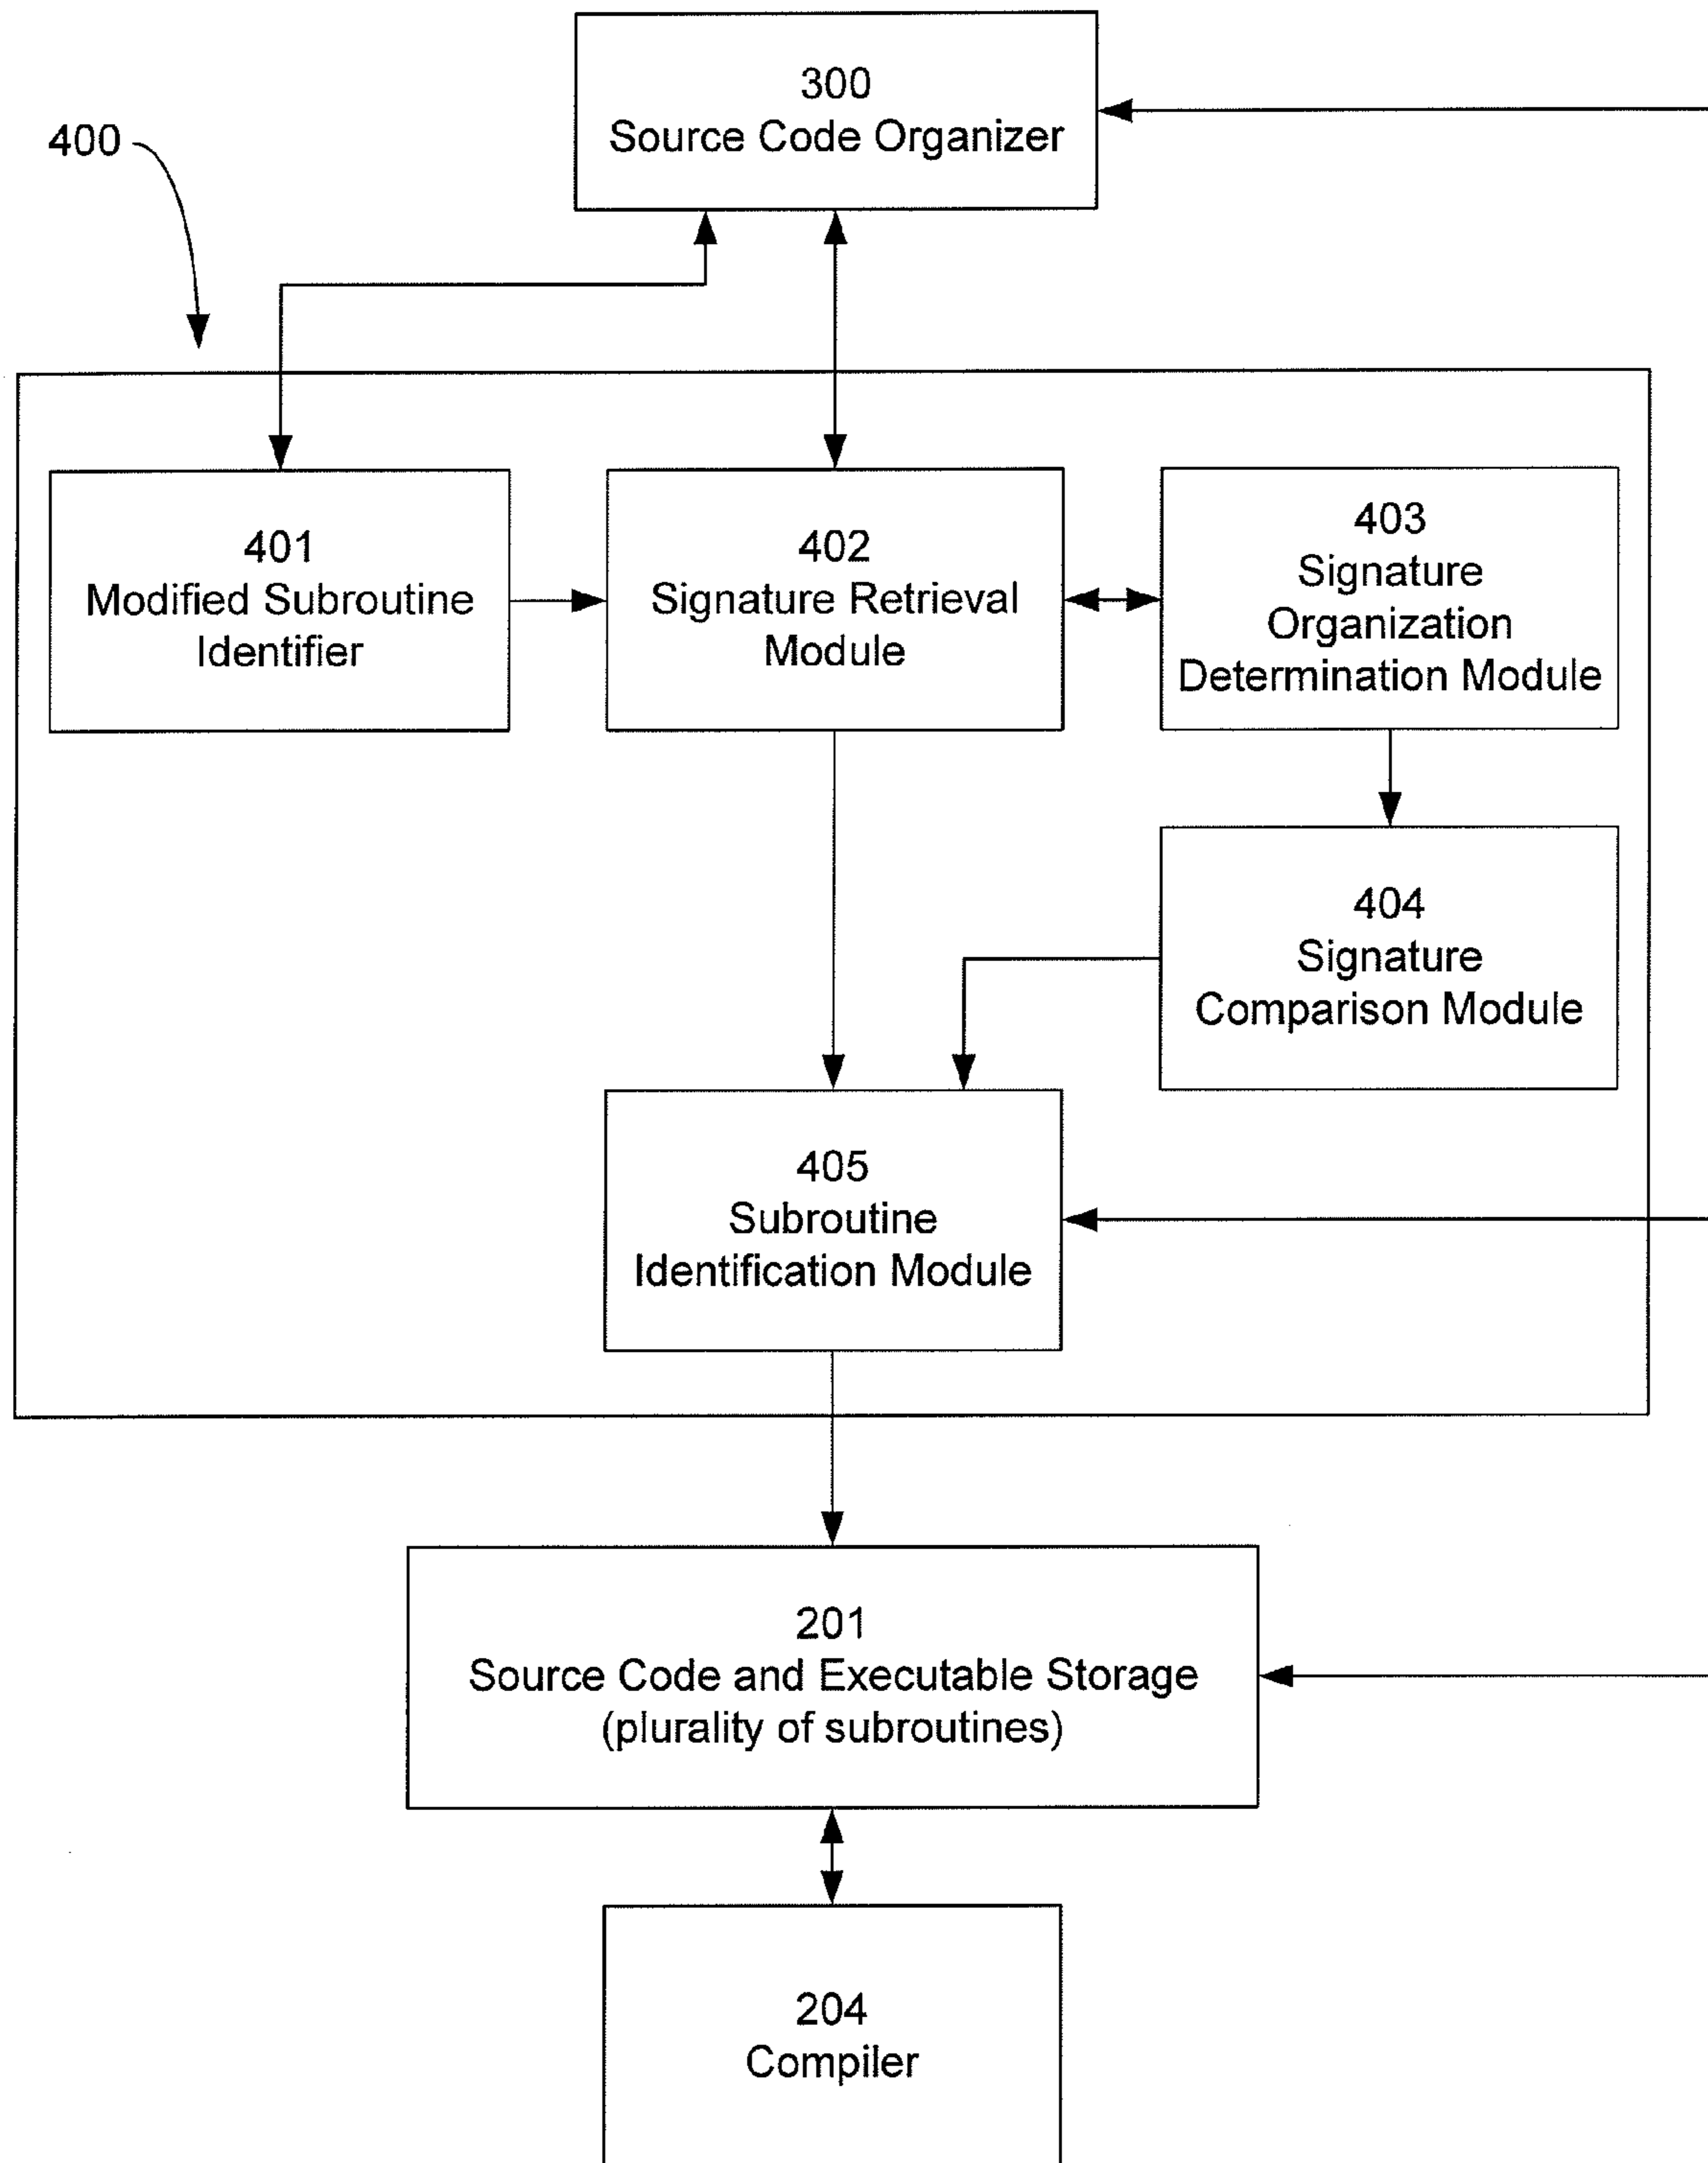 300
Source Code Organizer
400
401
Modified Subroutine
Identifier
402
Signature Retrieval
Module
403
Signature
Organization
Determination Module
404
Signature
Comparison Module
405
Subroutine
Identification Module
201
Source Code and Executable Storage
(plurality of subroutines)
204
Compiler